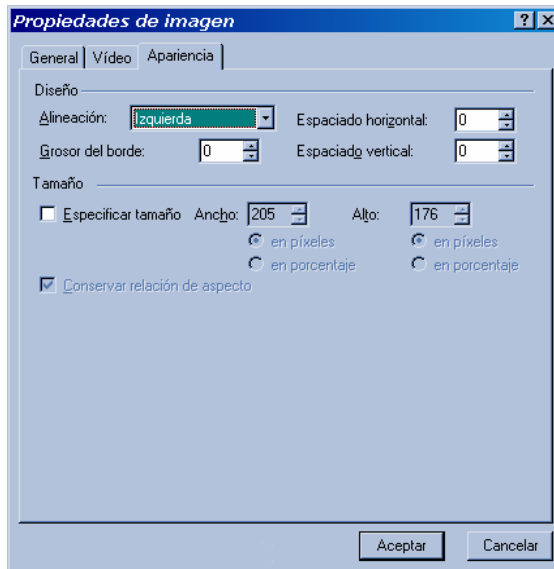 Propiedades de imagen
General Vídeo Apariencia
Diseño
Alineación: Izquierda Espaciado horizontal: 0
Grosor del borde: 0 Espaciado vertical: 0
Tamaño
Especificar tamaño Ancho: 205 Alto: 176
en píxeles en píxeles
en porcentaje en porcentaje
Conservar relación de aspecto
Aceptar Cancelar